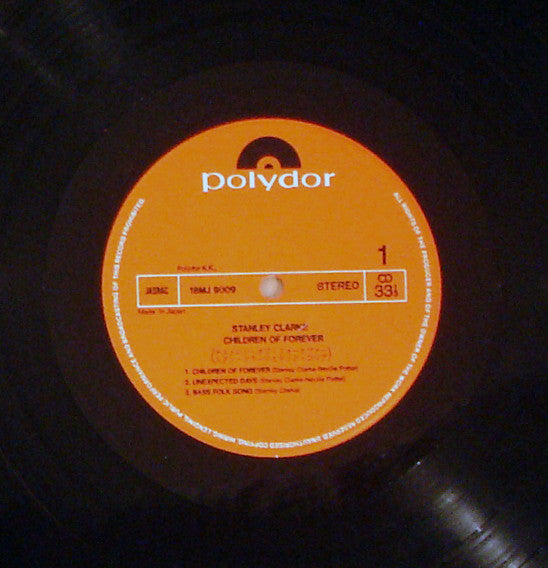 polydor
1
Polydor K.K.
18MJ 9009
STEREO
33⅓
Made in Japan
STANLEY CLARKE
CHILDREN OF FOREVER
1. CHILDREN OF FOREVER (Stanley Clarke-Neville Potter)
2. UNEXPECTED DAYS (Stanley Clarke-Neville Potter)
3. BASS FOLK SONG (Stanley Clarke)
ALL RIGHTS OF THE PRODUCER AND OF THE OWNER OF THE WORK REPRODUCED RESERVED. UNAUTHORISED COPYING, HIRING, LENDING, PUBLIC PERFORMANCE AND BROADCASTING OF THIS RECORD PROHIBITED.